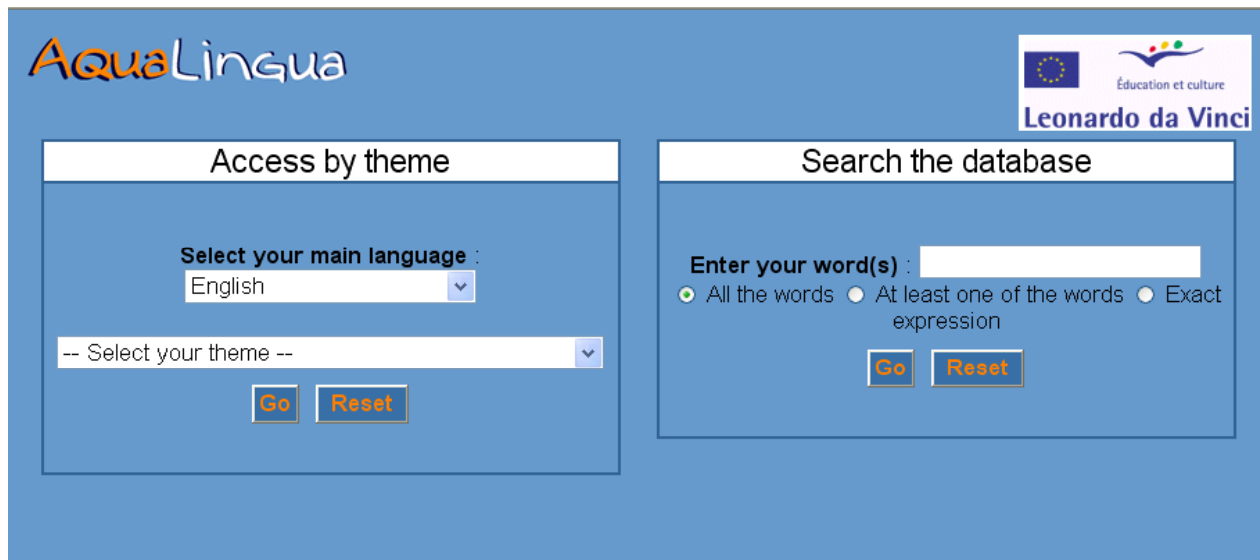 AquaLingua
Éducation et culture
Leonardo da Vinci
Access by theme
Select your main language :
English
-- Select your theme --
Go Reset
Search the database
Enter your word(s) :
All the words At least one of the words Exact
expression
Go Reset